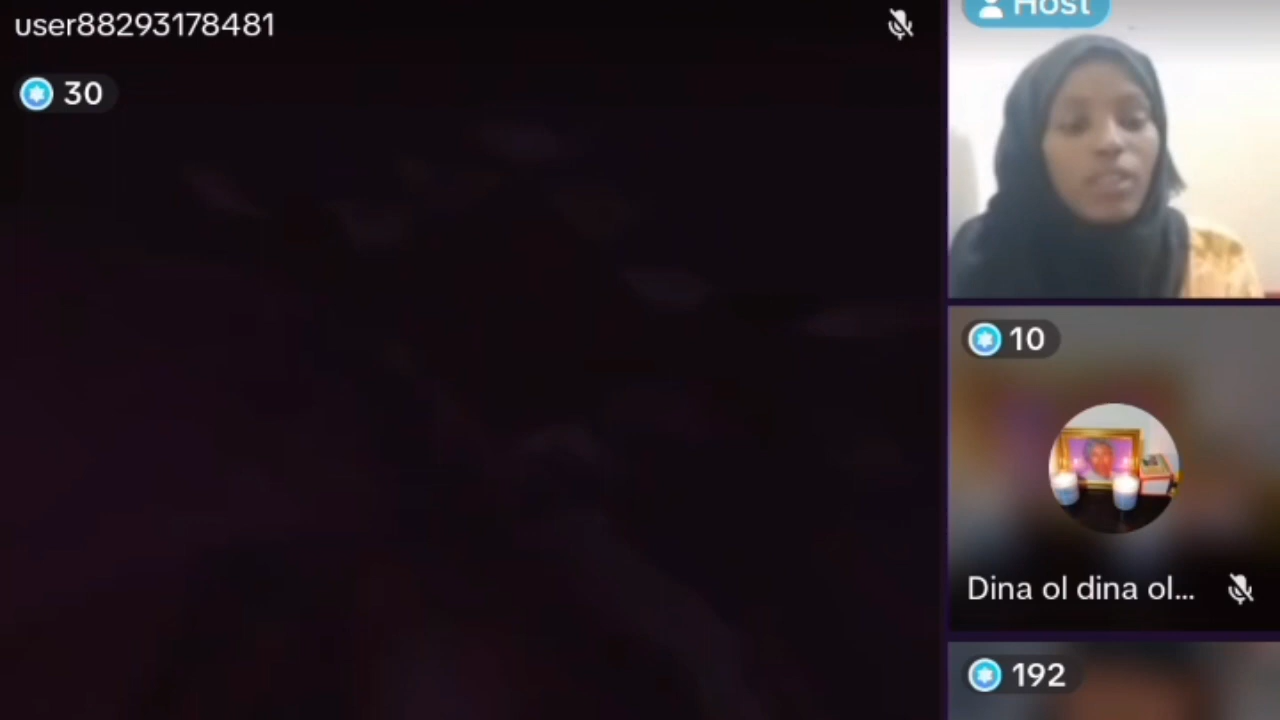 user88293178481
30
Host
10
Dina ol dina ol...
192